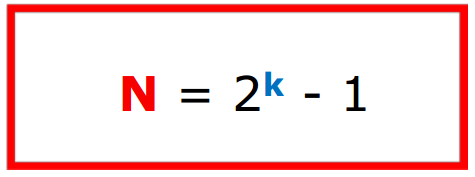 N = 2ᵏ - 1